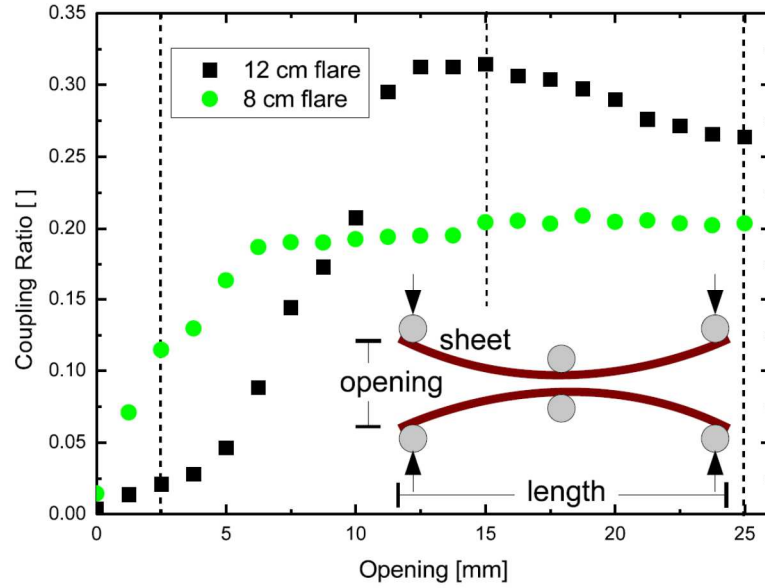 0.35
0.30
0.25
0.20
0.15
0.10
0.05
0.00
Coupling Ratio [ ]
12 cm flare
8 cm flare
sheet
opening
length
0 5 10 15 20 25
Opening [mm]